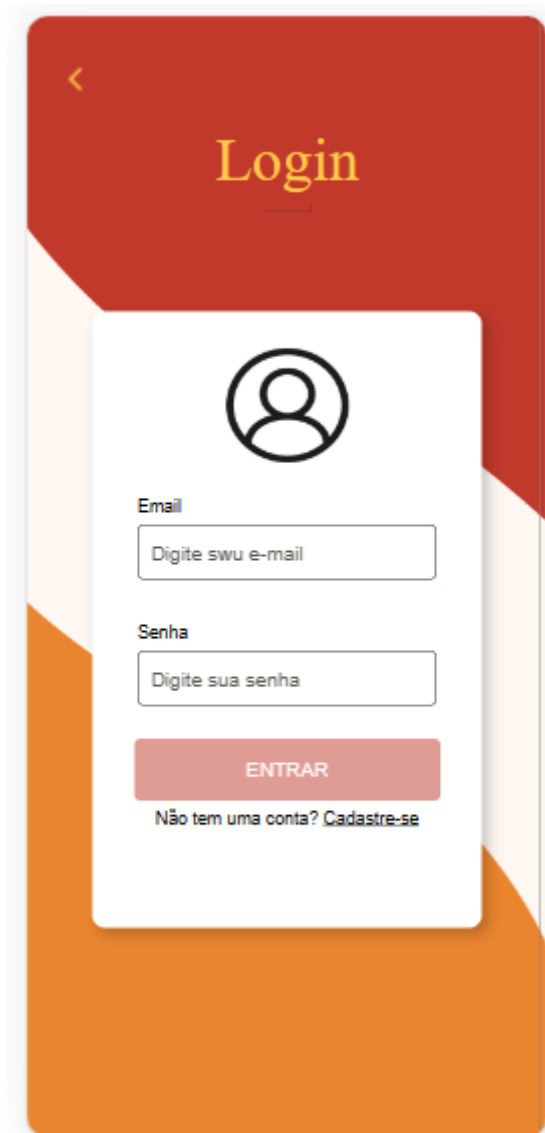 Login
Email
Digite swu e-mail
Senha
Digite sua senha
ENTRAR
Não tem uma conta? Cadastre-se